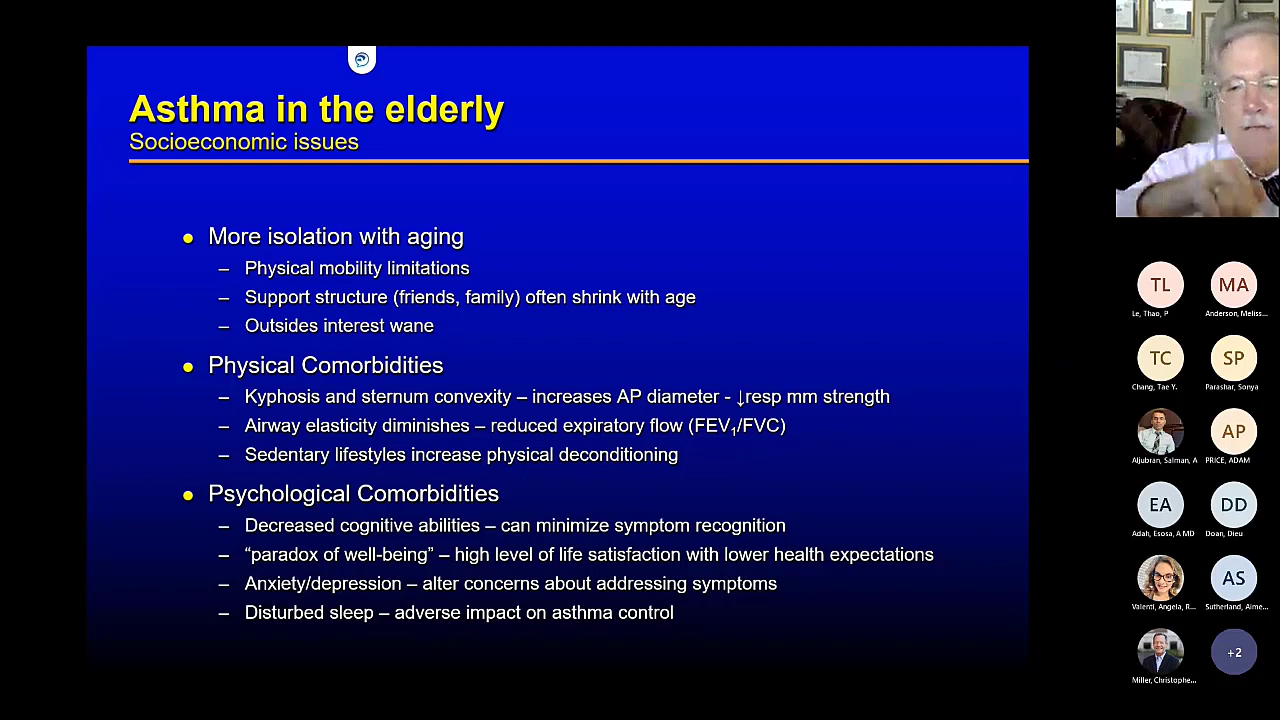 Asthma in the elderly
Socioeconomic issues
● More isolation with aging
– Physical mobility limitations
– Support structure (friends, family) often shrink with age
– Outsides interest wane
● Physical Comorbidities
– Kyphosis and sternum convexity – increases AP diameter - ↓resp mm strength
– Airway elasticity diminishes – reduced expiratory flow (FEV₁/FVC)
– Sedentary lifestyles increase physical deconditioning
● Psychological Comorbidities
– Decreased cognitive abilities – can minimize symptom recognition
– “paradox of well-being” – high level of life satisfaction with lower health expectations
– Anxiety/depression – alter concerns about addressing symptoms
– Disturbed sleep – adverse impact on asthma control
TL
Le, Thao, P
MA
Anderson, Meliss...
TC
Chang, Tae Y.
SP
Parashar, Sonya
Aljubran, Salman, A
AP
PRICE, ADAM
EA
Adah, Esosa, A MD
DD
Doan, Dieu
Valenti, Angela, R...
AS
Sutherland, Aime...
Miller, Christophe...
+2